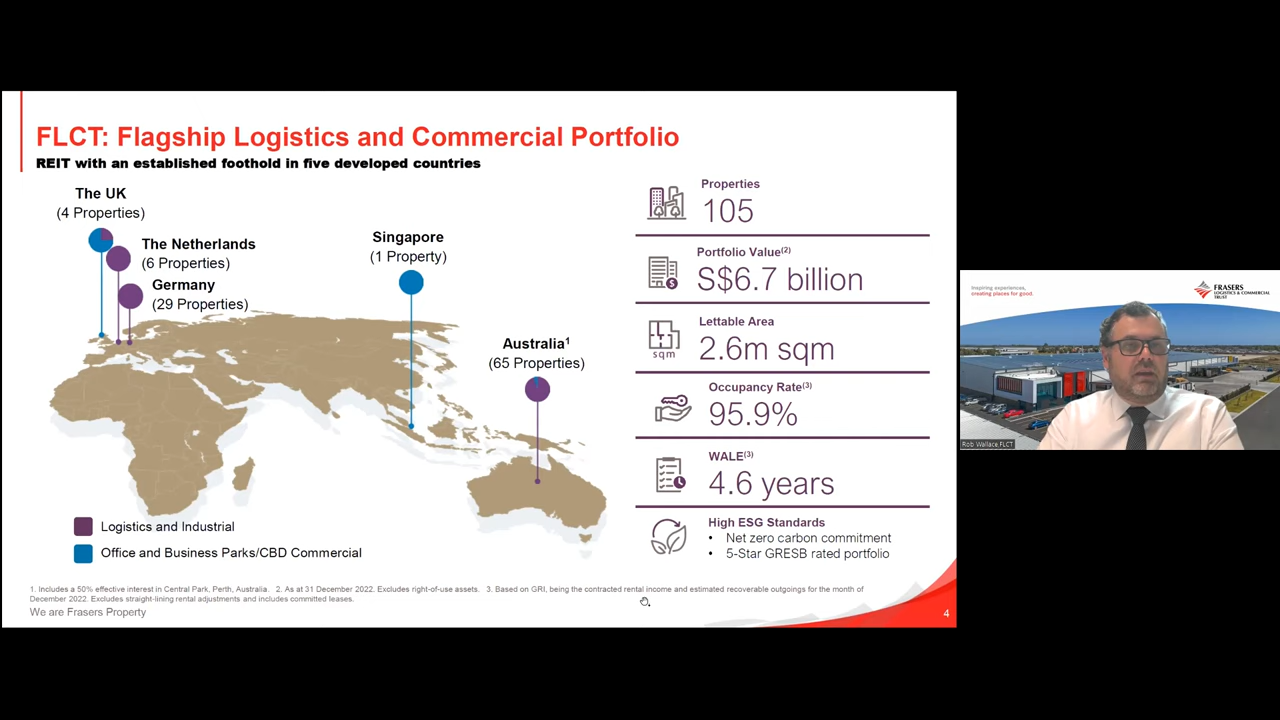 FLCT: Flagship Logistics and Commercial Portfolio
REIT with an established foothold in five developed countries
The UK
(4 Properties)
The Netherlands
(6 Properties)
Germany
(29 Properties)
Singapore
(1 Property)
Australia¹
(65 Properties)
Logistics and Industrial
Office and Business Parks/CBD Commercial
Properties
105
Portfolio Value(2)
S$6.7 billion
$
Lettable Area
2.6m sqm
sqm
Occupancy Rate(3)
95.9%
WALE(3)
4.6 years
High ESG Standards
• Net zero carbon commitment
• 5-Star GRESB rated portfolio
1. Includes a 50% effective interest in Central Park, Perth, Australia. 2. As at 31 December 2022. Excludes right-of-use assets. 3. Based on GRI, being the contracted rental income and estimated recoverable outgoings for the month of
December 2022. Excludes straight-lining rental adjustments and includes committed leases.
We are Frasers Property
4
Inspiring experiences,
creating places for good.
FRASERS
LOGISTICS & COMMERCIAL
TRUST
Rob Wallace,FLCT